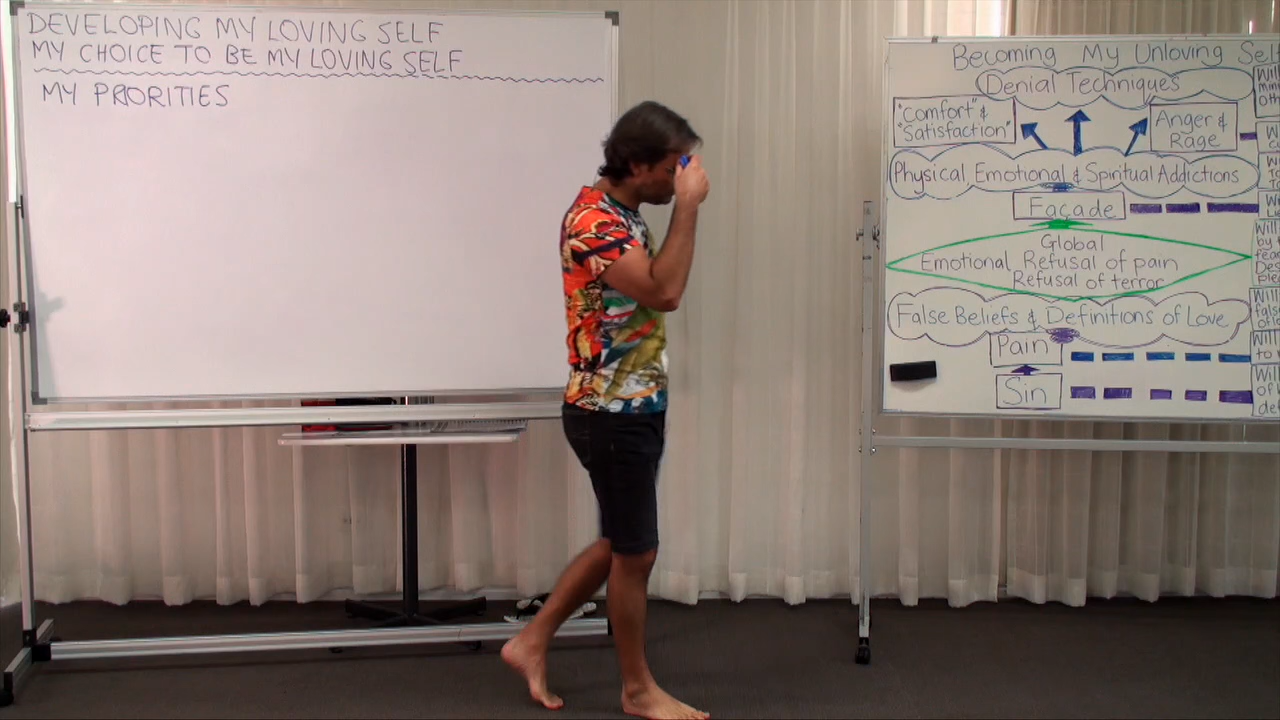 DEVELOPING MY LOVING SELF
MY CHOICE TO BE MY LOVING SELF
MY PRORITIES
Becoming My Unloving Self
Denial Techniques
"Comfort" &
"Satisfaction"
Anger &
Rage
Physical, Emotional & Spiritual Addictions
Façade
Global
Emotional Refusal of pain
Refusal of terror
False Beliefs & Definitions of Love
Pain
Sin